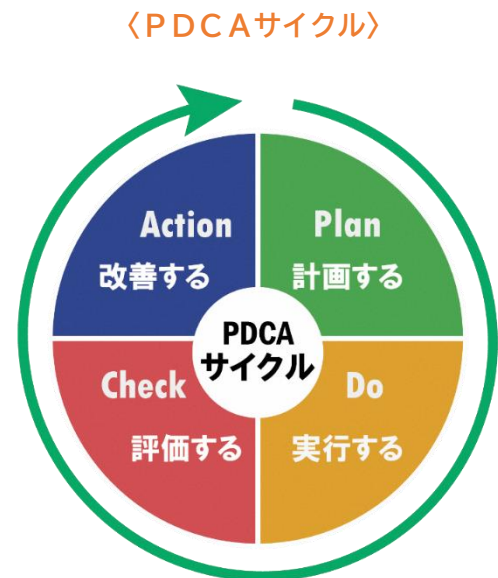 〈ＰＤＣＡサイクル〉
Action
改善する
Plan
計画する
PDCA
サイクル
Check
評価する
Do
実行する